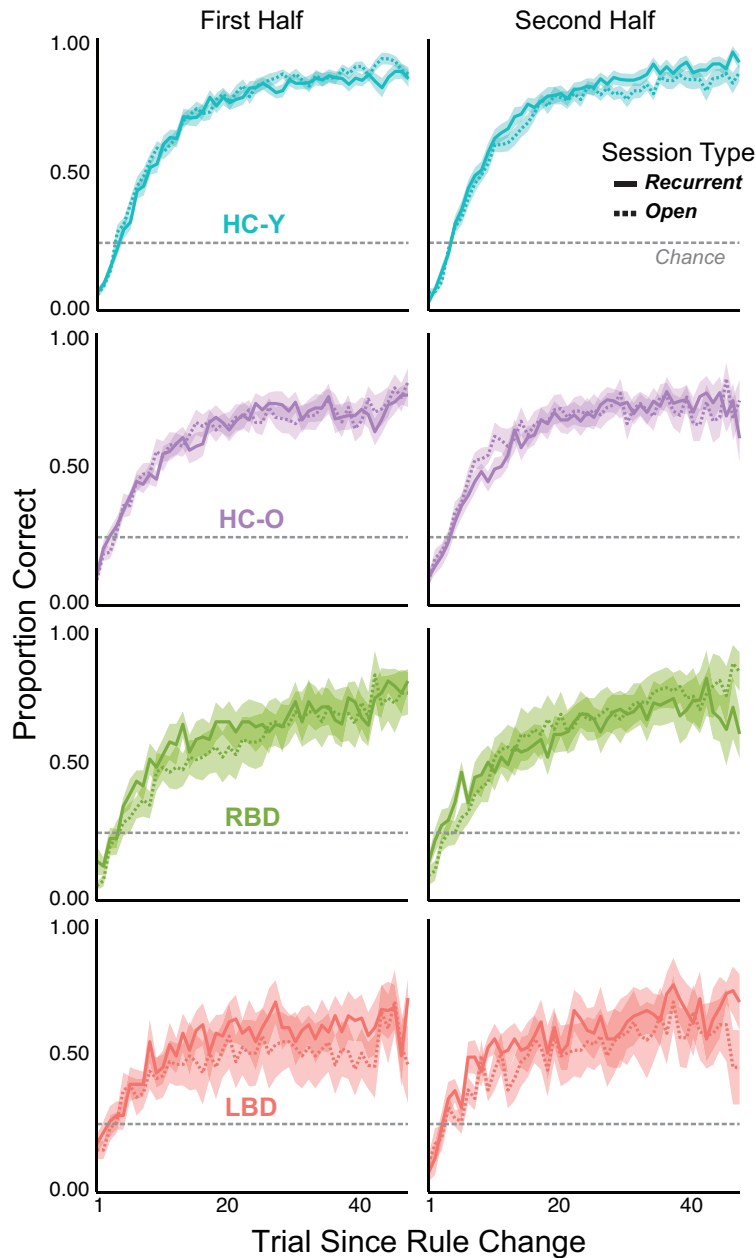 First Half
Second Half
1.00
0.50
0.00
HC-Y
Session Type
Recurrent
Open
Chance
1.00
0.50
0.00
HC-O
1.00
0.50
0.00
RBD
1.00
0.50
0.00
LBD
1
20
40
1
20
40
Proportion Correct
Trial Since Rule Change